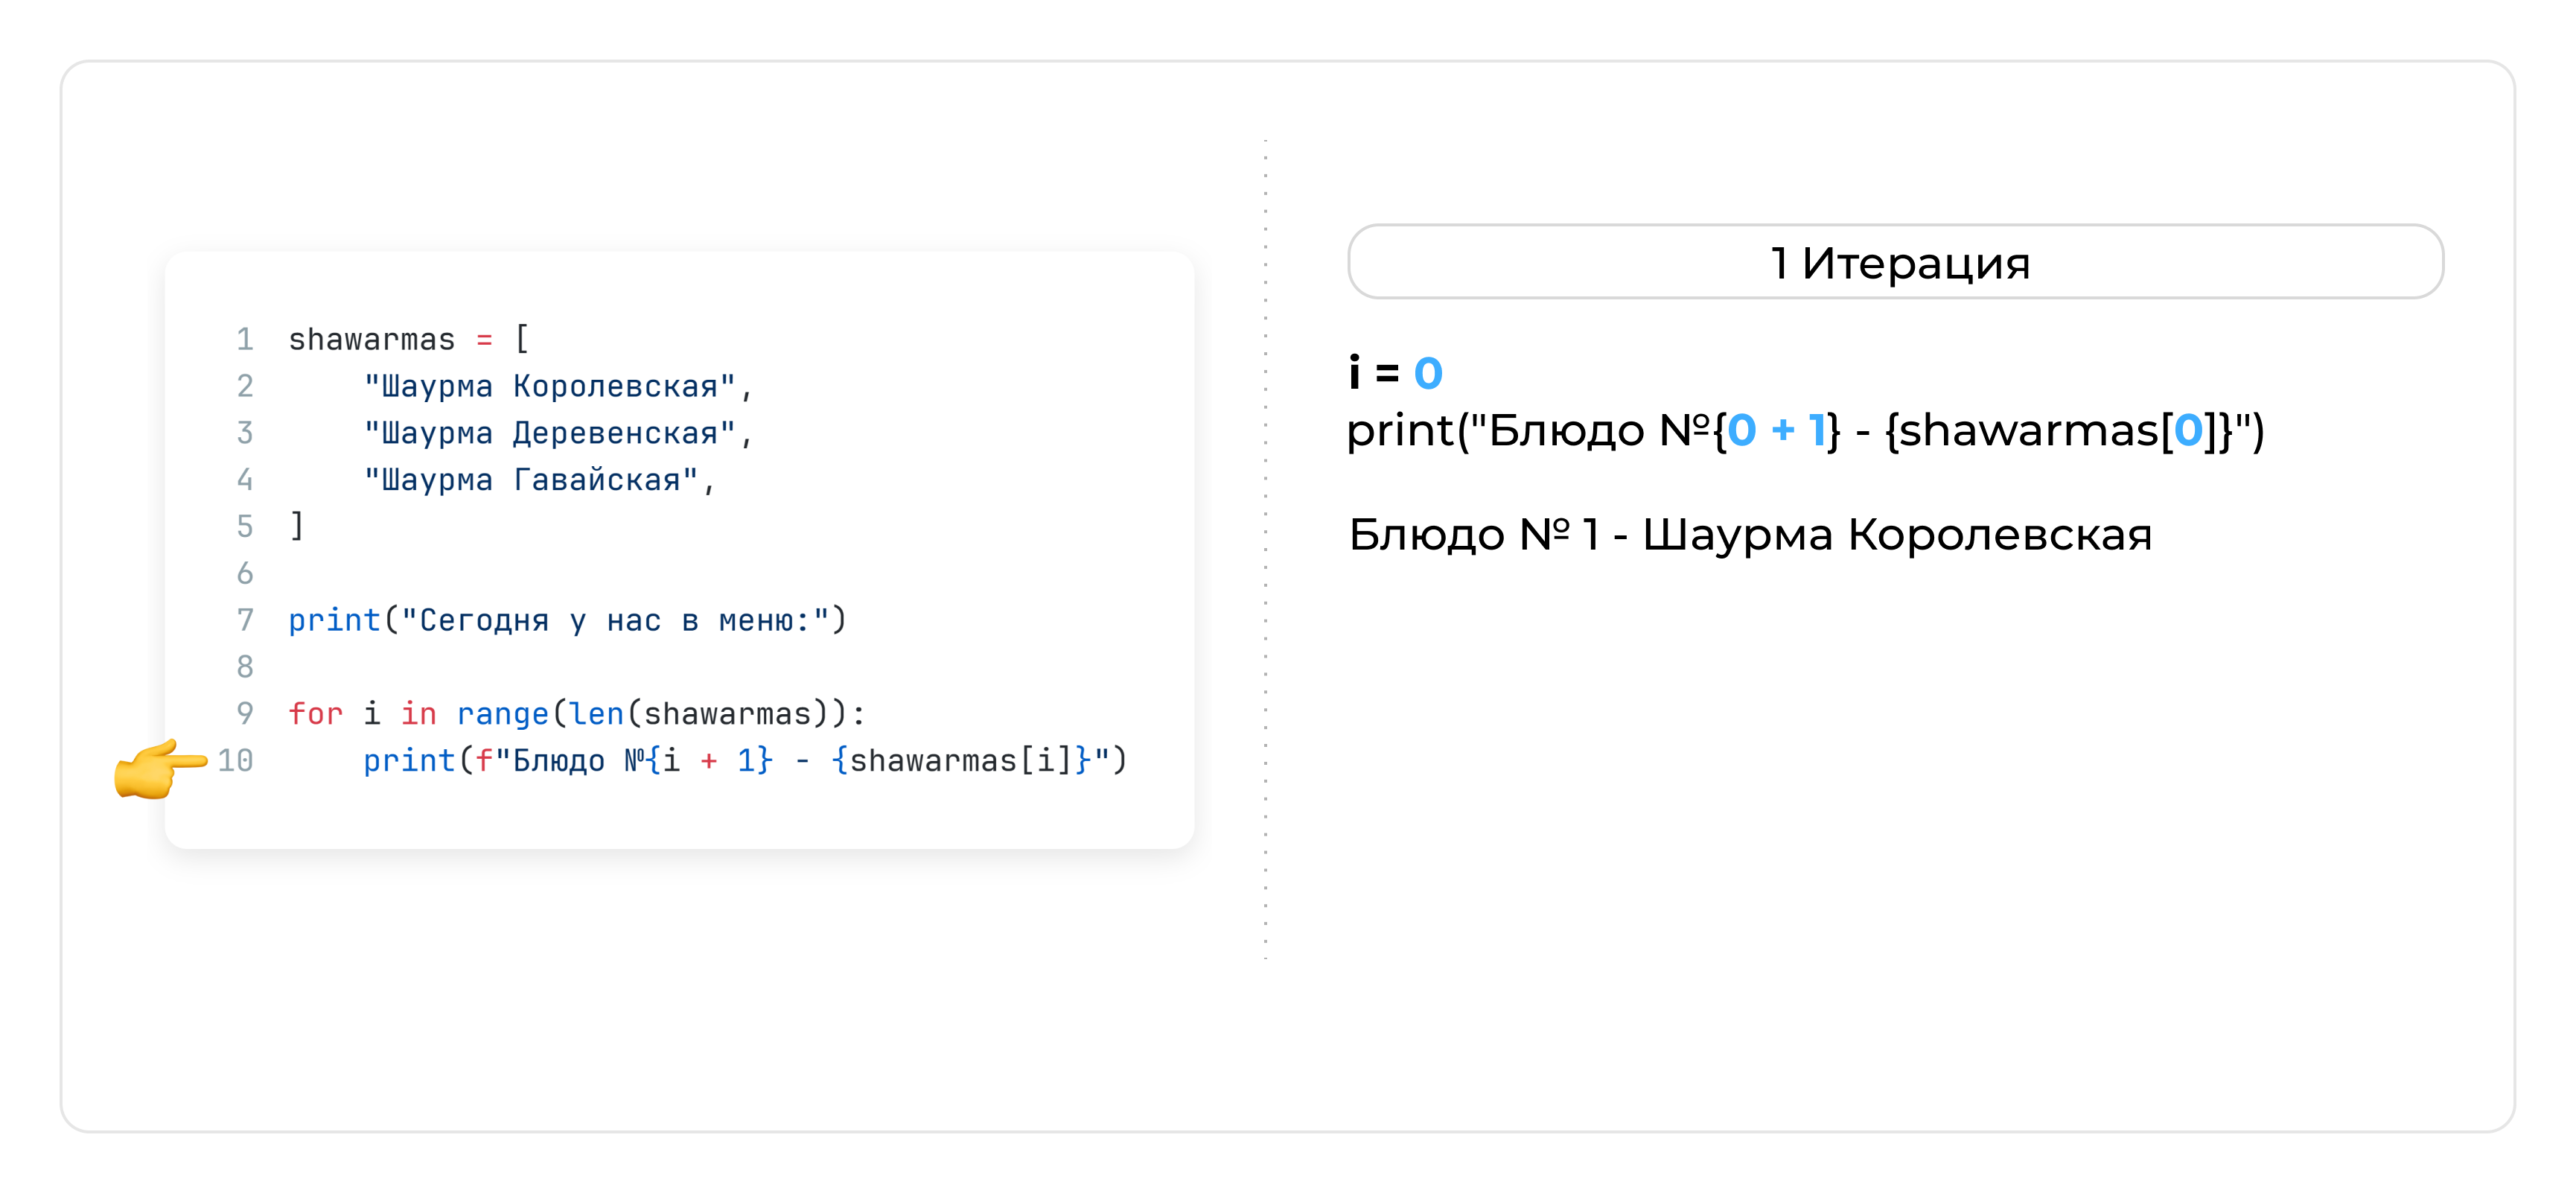 1 shawarmas = [
2     "Шаурма Королевская",
3     "Шаурма Деревенская",
4     "Шаурма Гавайская",
5 ]
6
7 print("Сегодня у нас в меню:")
8
9 for i in range(len(shawarmas)):
10     print(f"Блюдо №{i + 1} - {shawarmas[i]}")
1 Итерация
i = 0
print("Блюдо №{0 + 1} - {shawarmas[0]}")
Блюдо № 1 - Шаурма Королевская